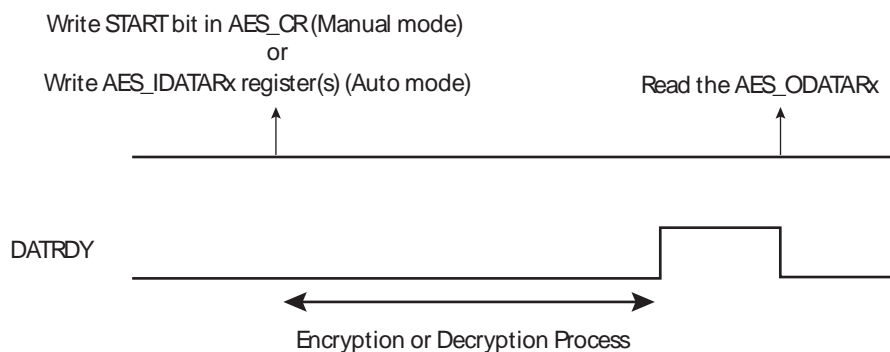 Write START bit in AES_CR (Manual mode)
or
Write AES_IDATARx register(s) (Auto mode)
Read the AES_ODATARx
DATRDY
Encryption or Decryption Process